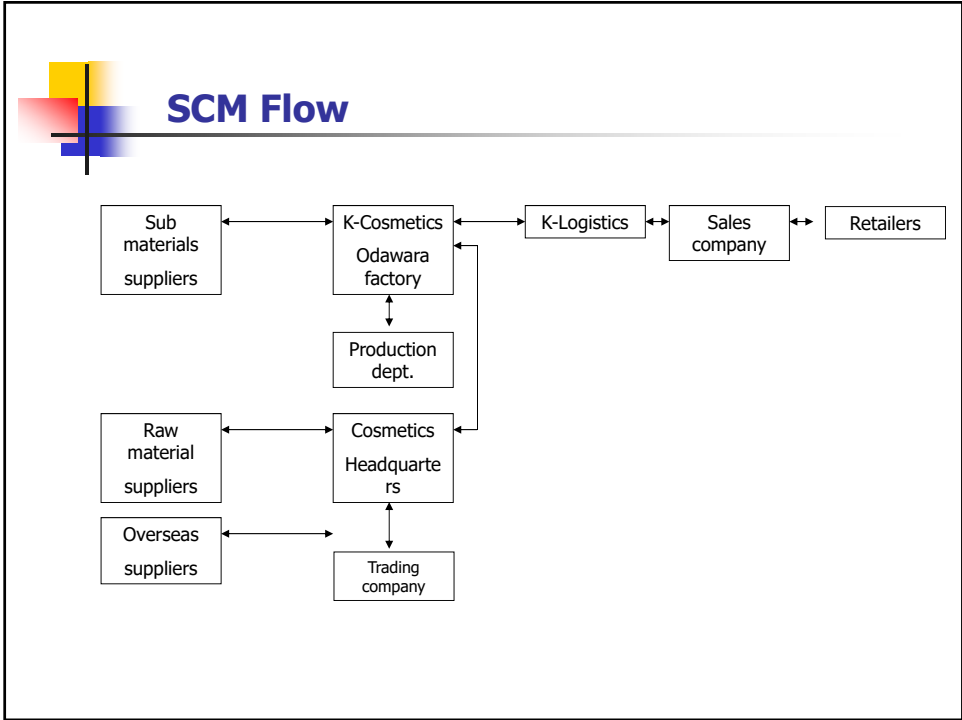 SCM Flow
Sub
materials
suppliers
K-Cosmetics
Odawara
factory
K-Logistics
Sales
company
Retailers
Production
dept.
Raw
material
suppliers
Cosmetics
Headquarte
rs
Overseas
suppliers
Trading
company